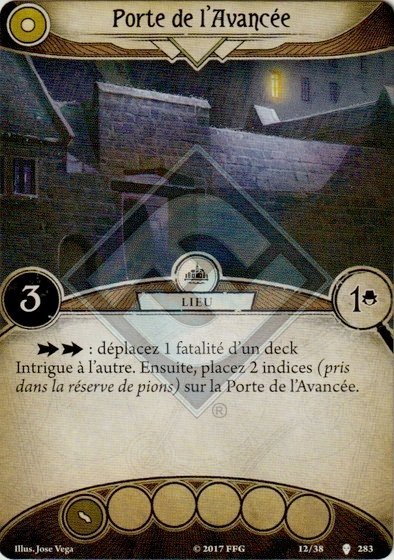 Porte de l'Avancée
3
LIEU
1
: déplacez 1 fatalité d'un deck
Intrigue à l'autre. Ensuite, placez 2 indices (pris
dans la réserve de pions) sur la Porte de l'Avancée.
®
Illus. Jose Vega
© 2017 FFG
12/38
283